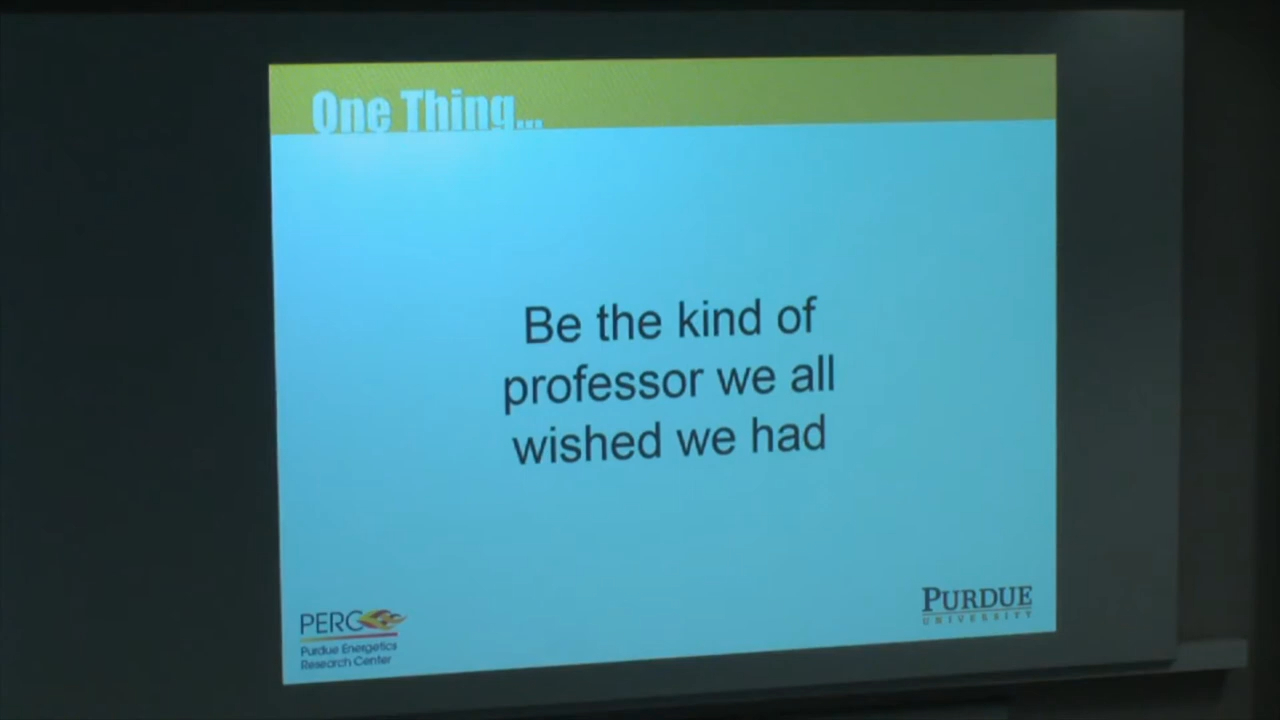 One Thing...
Be the kind of
professor we all
wished we had
PERC
Purdue Energetics
Research Center
PURDUE
UNIVERSITY